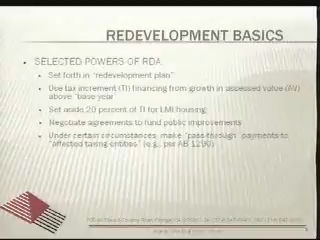 REDEVELOPMENT BASICS
• SELECTED POWERS OF RDA:
• Set forth in "redevelopment plan"
• Use tax increment (TI) financing from growth in assessed value (AV)
above "base year"
• Set aside 20 percent of TI for LMI housing
• Negotiate agreements to fund public improvements
• Under certain circumstances, make "pass through" payments to
"affected taxing entities" (e.g., per AB 1290)